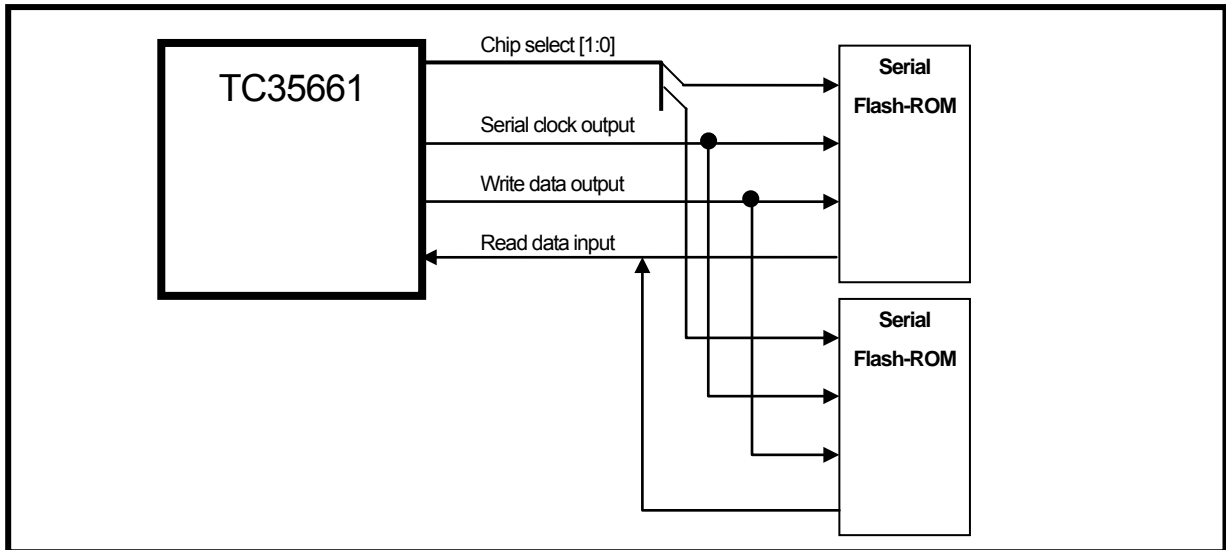 Chip select [1:0]
TC35661
Serial
Flash-ROM
Serial clock output
Write data output
Read data input
Serial
Flash-ROM